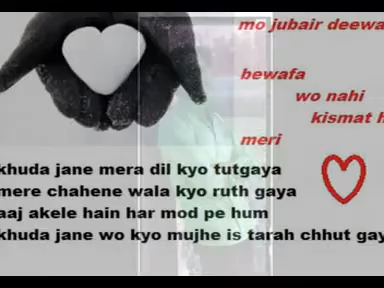 mo jubair deewa
bewafa
wo nahi
kismat h
meri
khuda jane mera dil kyo tutgaya
mere chahene wala kyo ruth gaya
aaj akele hain har mod pe hum
khuda jane wo kyo mujhe is tarah chhut gay